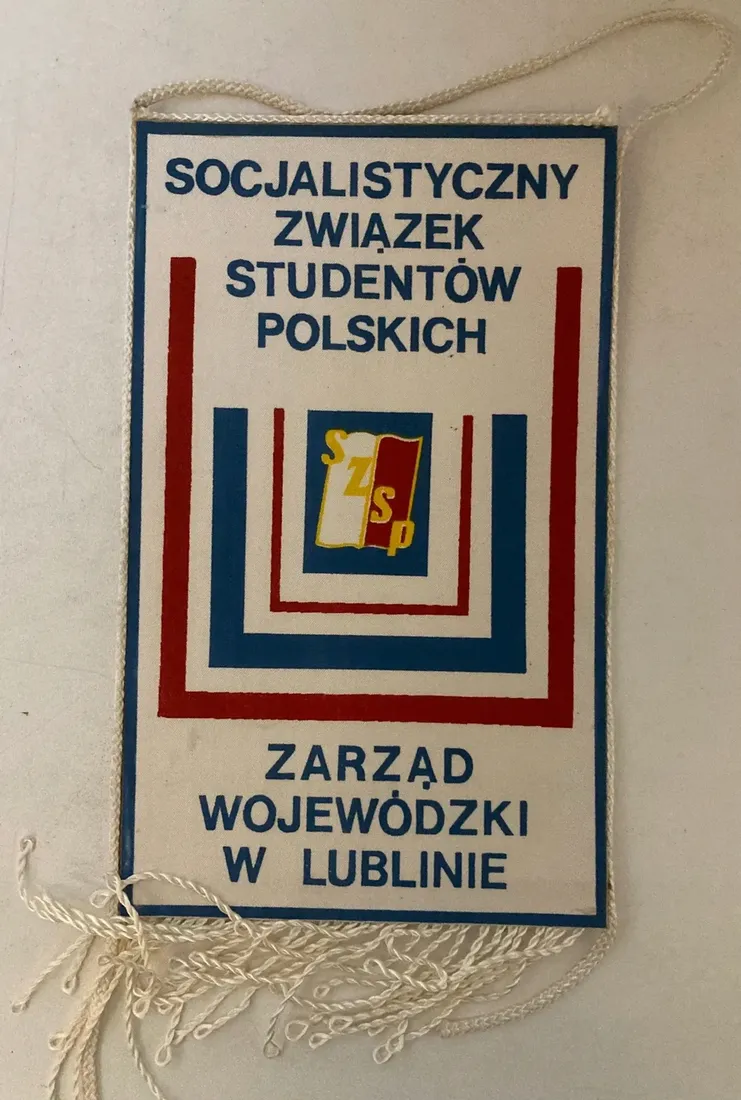 SOCJALISTYCZNY
ZWIĄZEK
STUDENTÓW
POLSKICH
SZSP
ZARZĄD
WOJEWÓDZKI
W LUBLINIE